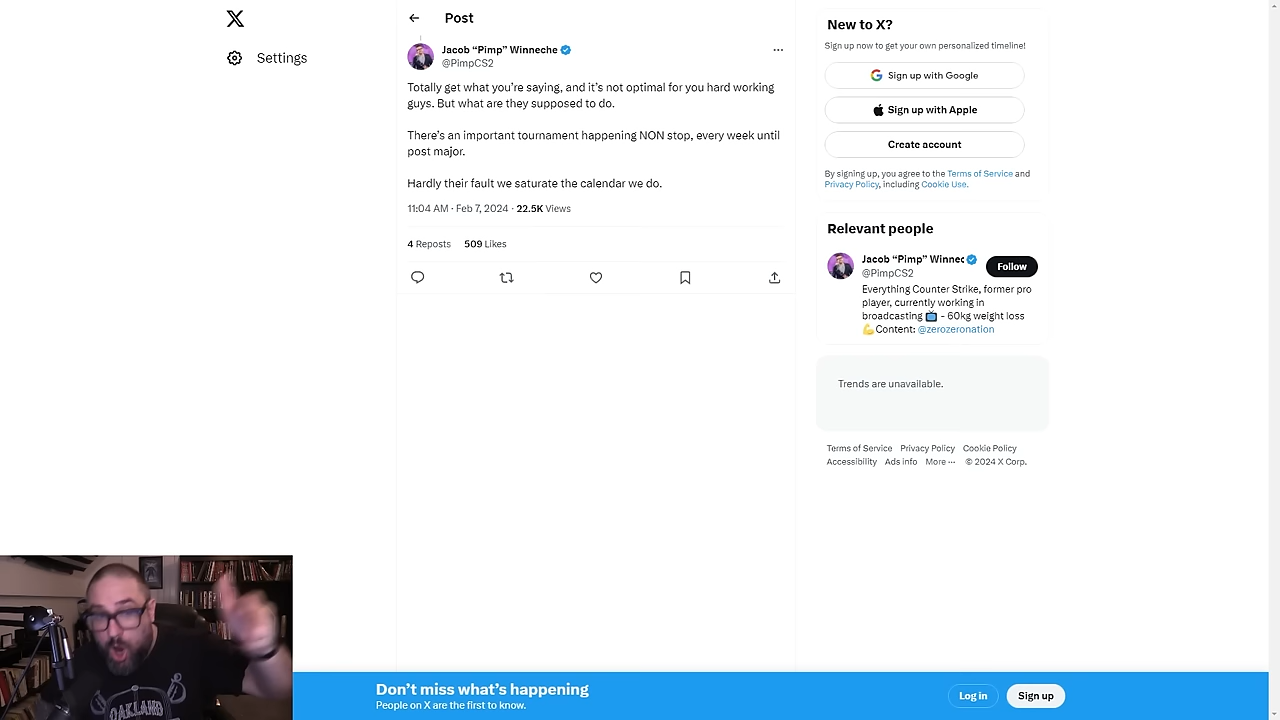 Settings
Post
Jacob “Pimp” Winneche
@PimpCS2
Totally get what you’re saying, and it’s not optimal for you hard working
guys. But what are they supposed to do.
There’s an important tournament happening NON stop, every week until
post major.
Hardly their fault we saturate the calendar we do.
11:04 AM · Feb 7, 2024 · 22.5K Views
4 Reposts 509 Likes
New to X?
Sign up now to get your own personalized timeline!
Sign up with Google
Sign up with Apple
Create account
By signing up, you agree to the Terms of Service and
Privacy Policy, including Cookie Use.
Relevant people
Jacob “Pimp” Winnec
@PimpCS2
Follow
Everything Counter Strike, former pro
player, currently working in
broadcasting 📺 - 60kg weight loss
💪Content: @zerozeronation
Trends are unavailable.
Terms of Service Privacy Policy Cookie Policy
Accessibility Ads info More ··· © 2024 X Corp.
OAKLAND
Don’t miss what’s happening
People on X are the first to know.
Log in
Sign up